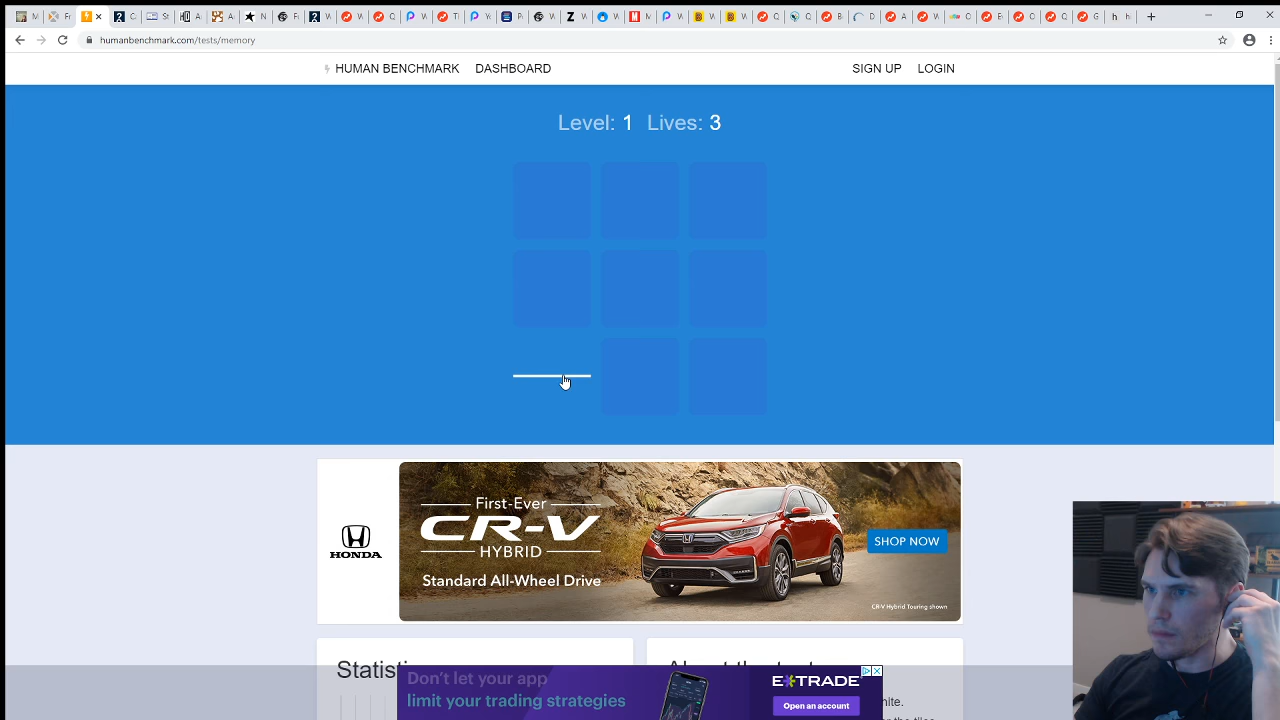 humanbenchmark.com/tests/memory
HUMAN BENCHMARK DASHBOARD SIGN UP LOGIN
Level: 1 Lives: 3
First-Ever
CR-V
HYBRID
Standard All-Wheel Drive
HONDA
SHOP NOW
CR-V Hybrid Touring shown
Don't let your app
limit your trading strategies
E*TRADE
Open an account